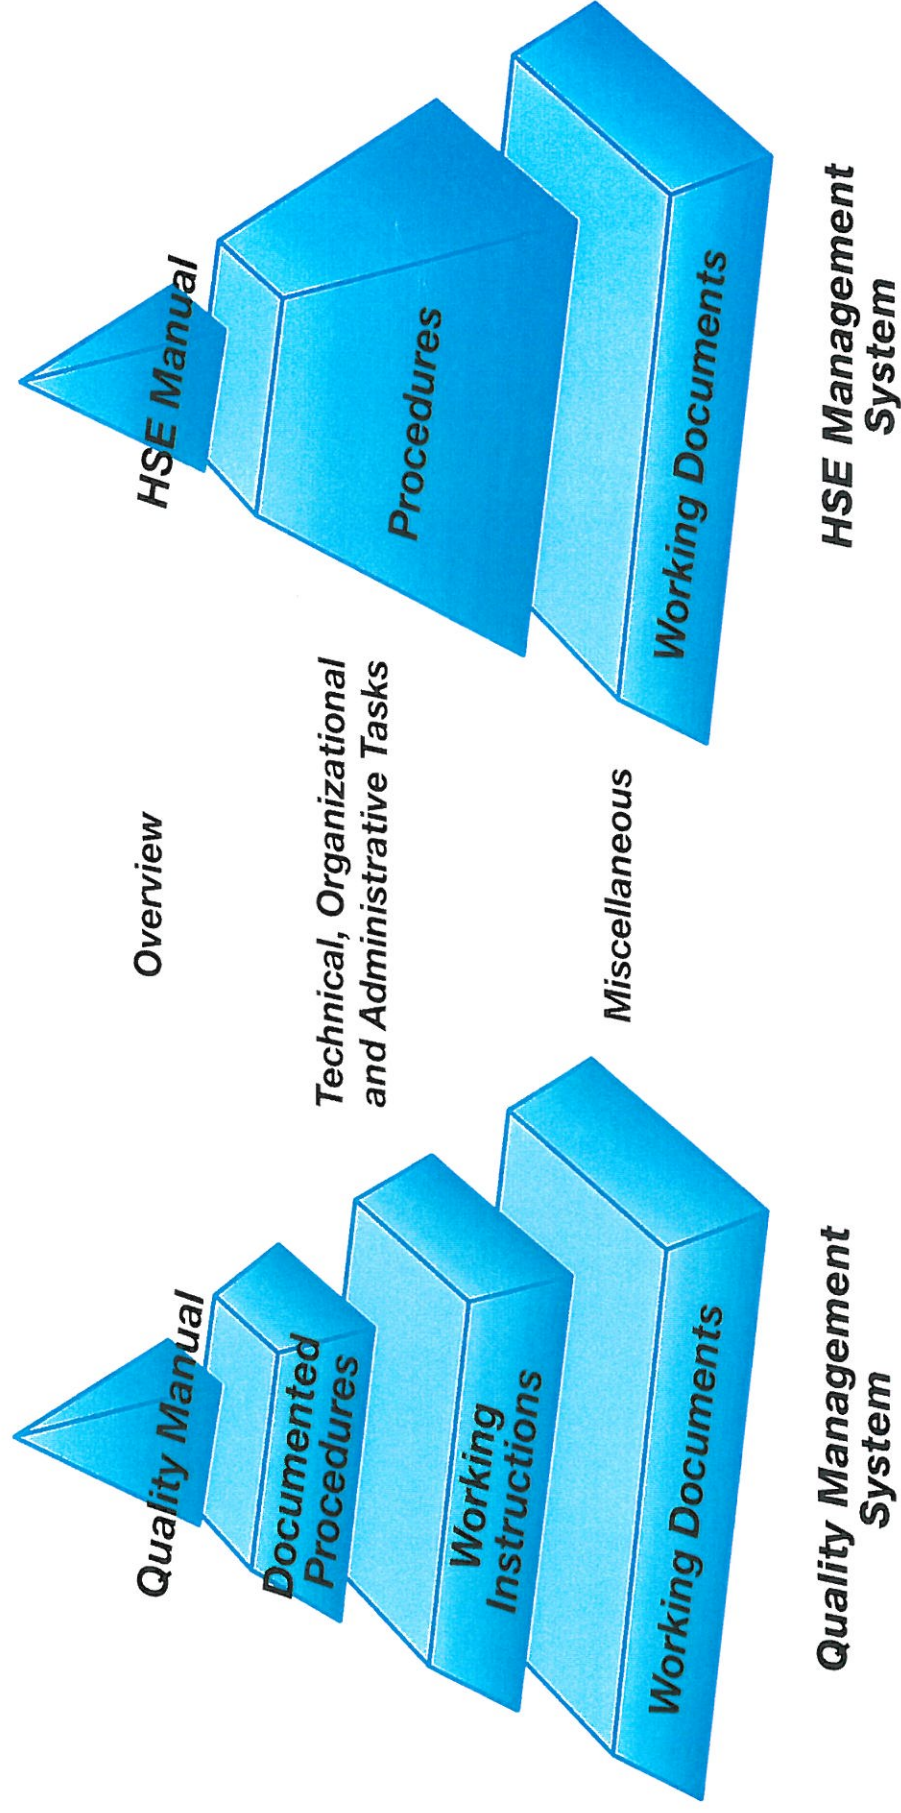 Quality Manual
Documented
Procedures
Working
Instructions
Working Documents
Quality Management
System
Overview
Technical, Organizational
and Administrative Tasks
Miscellaneous
HSE Manual
Procedures
Working Documents
HSE Management
System